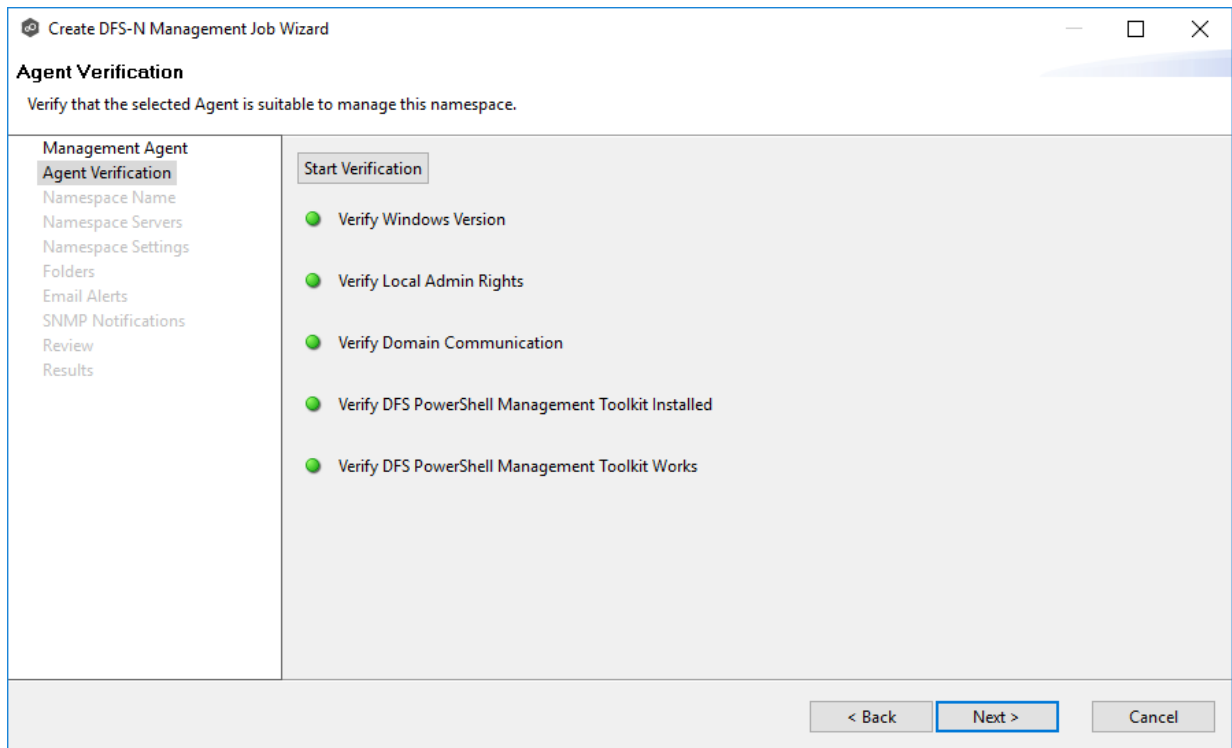 Create DFS-N Management Job Wizard
Agent Verification
Verify that the selected Agent is suitable to manage this namespace.
Management Agent
Agent Verification
Namespace Name
Namespace Servers
Namespace Settings
Folders
Email Alerts
SNMP Notifications
Review
Results
Start Verification
Verify Windows Version
Verify Local Admin Rights
Verify Domain Communication
Verify DFS PowerShell Management Toolkit Installed
Verify DFS PowerShell Management Toolkit Works
< Back
Next >
Cancel